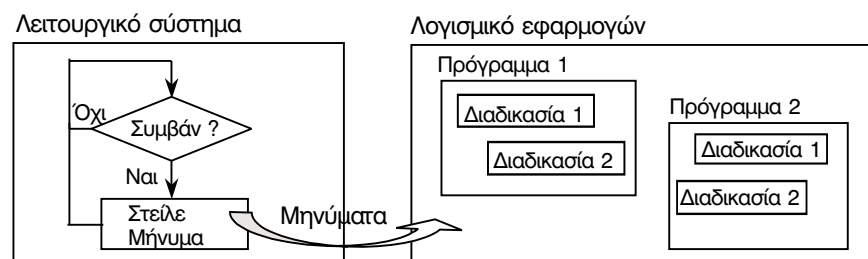 Λειτουργικό σύστημα
Όχι
Συμβάν ?
Ναι
Στείλε
Μήνυμα
Μηνύματα
Λογισμικό εφαρμογών
Πρόγραμμα 1
Διαδικασία 1
Διαδικασία 2
Πρόγραμμα 2
Διαδικασία 1
Διαδικασία 2